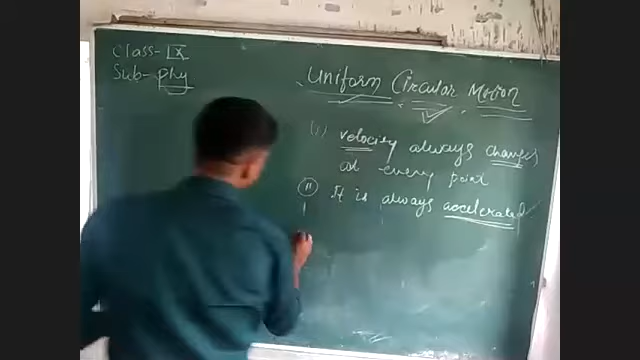 Class - IX
Sub - phy
Uniform Circular Motion
(i) velocity always changes
at every point
(ii) It is always accelerated